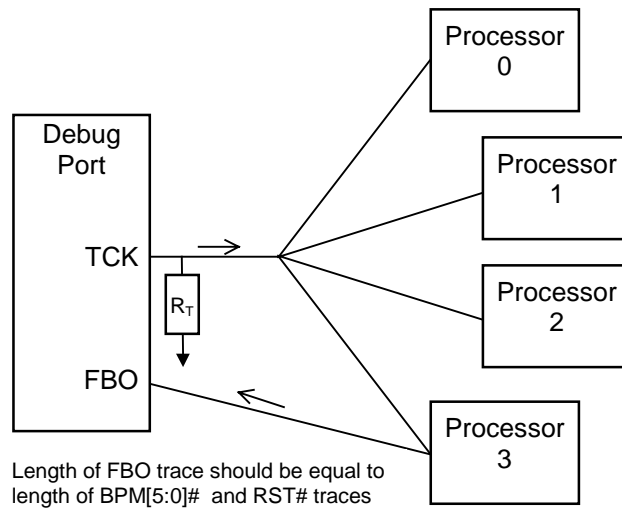 Processor
0
Debug
Port
Processor
1
TCK
RT
Processor
2
FBO
Processor
3
Length of FBO trace should be equal to
length of BPM[5:0]# and RST# traces